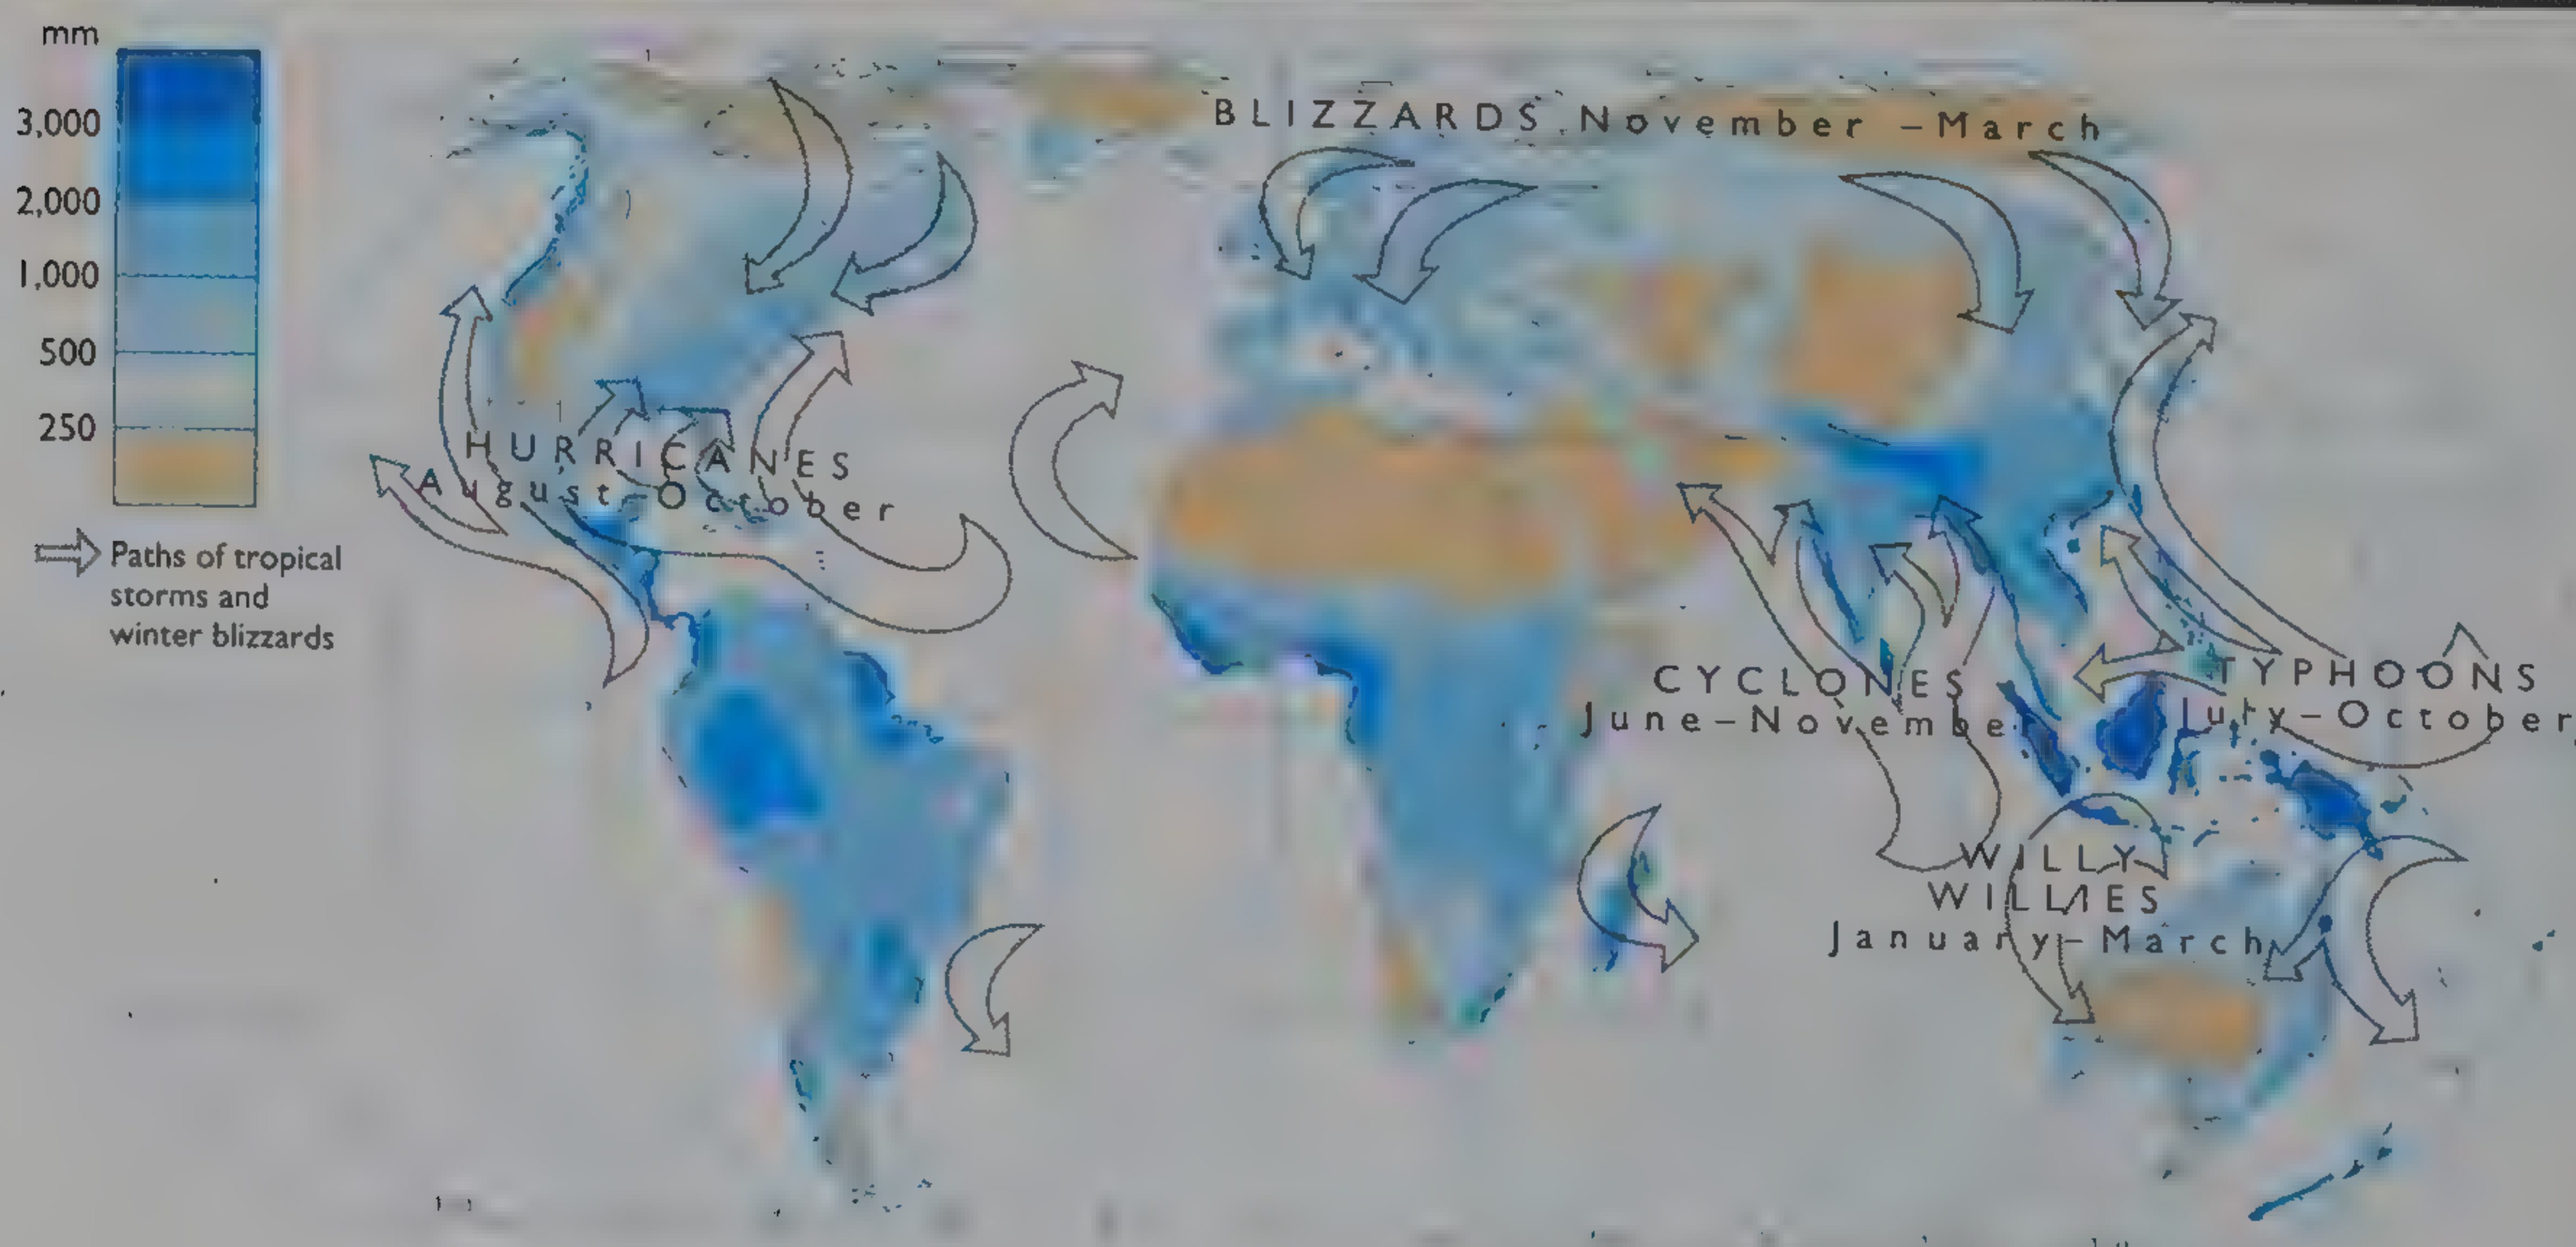 mm
3,000
2,000
1,000
500
250
Paths of tropical
storms and
winter blizzards
BLIZZARDS November - March
HURRICANES
August-October
CYCLONES
June-November
TYPHOONS
July-October
WILLY
WILLIES
January-March